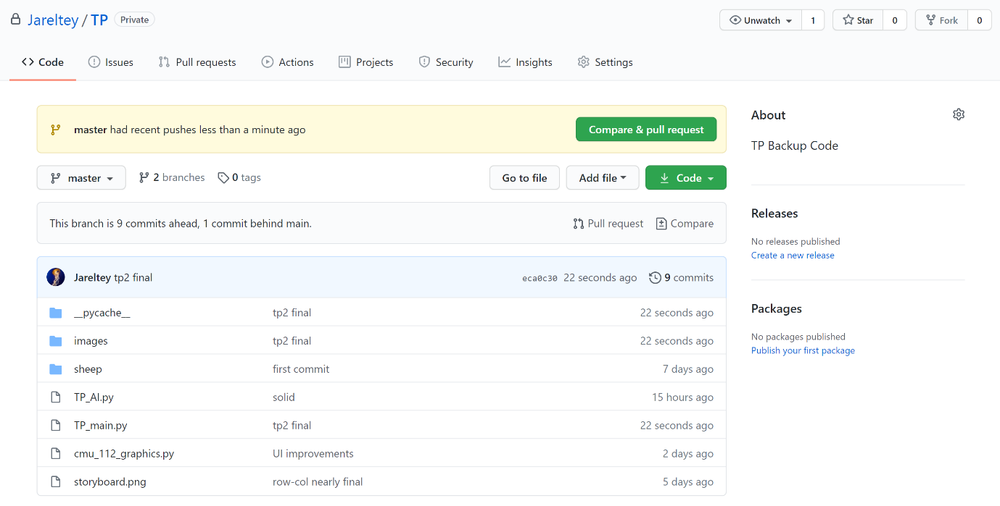 Jareltey / TP Private
Unwatch 1 Star 0 Fork 0
Code Issues Pull requests Actions Projects Security Insights Settings
master had recent pushes less than a minute ago Compare & pull request
master 2 branches 0 tags Go to file Add file Code
This branch is 9 commits ahead, 1 commit behind main. Pull request Compare
Jareltey tp2 final eca0c30 22 seconds ago 9 commits
__pycache__ tp2 final 22 seconds ago
images tp2 final 22 seconds ago
sheep first commit 7 days ago
TP_AI.py solid 15 hours ago
TP_main.py tp2 final 22 seconds ago
cmu_112_graphics.py UI improvements 2 days ago
storyboard.png row-col nearly final 5 days ago
About
TP Backup Code
Releases
No releases published
Create a new release
Packages
No packages published
Publish your first package